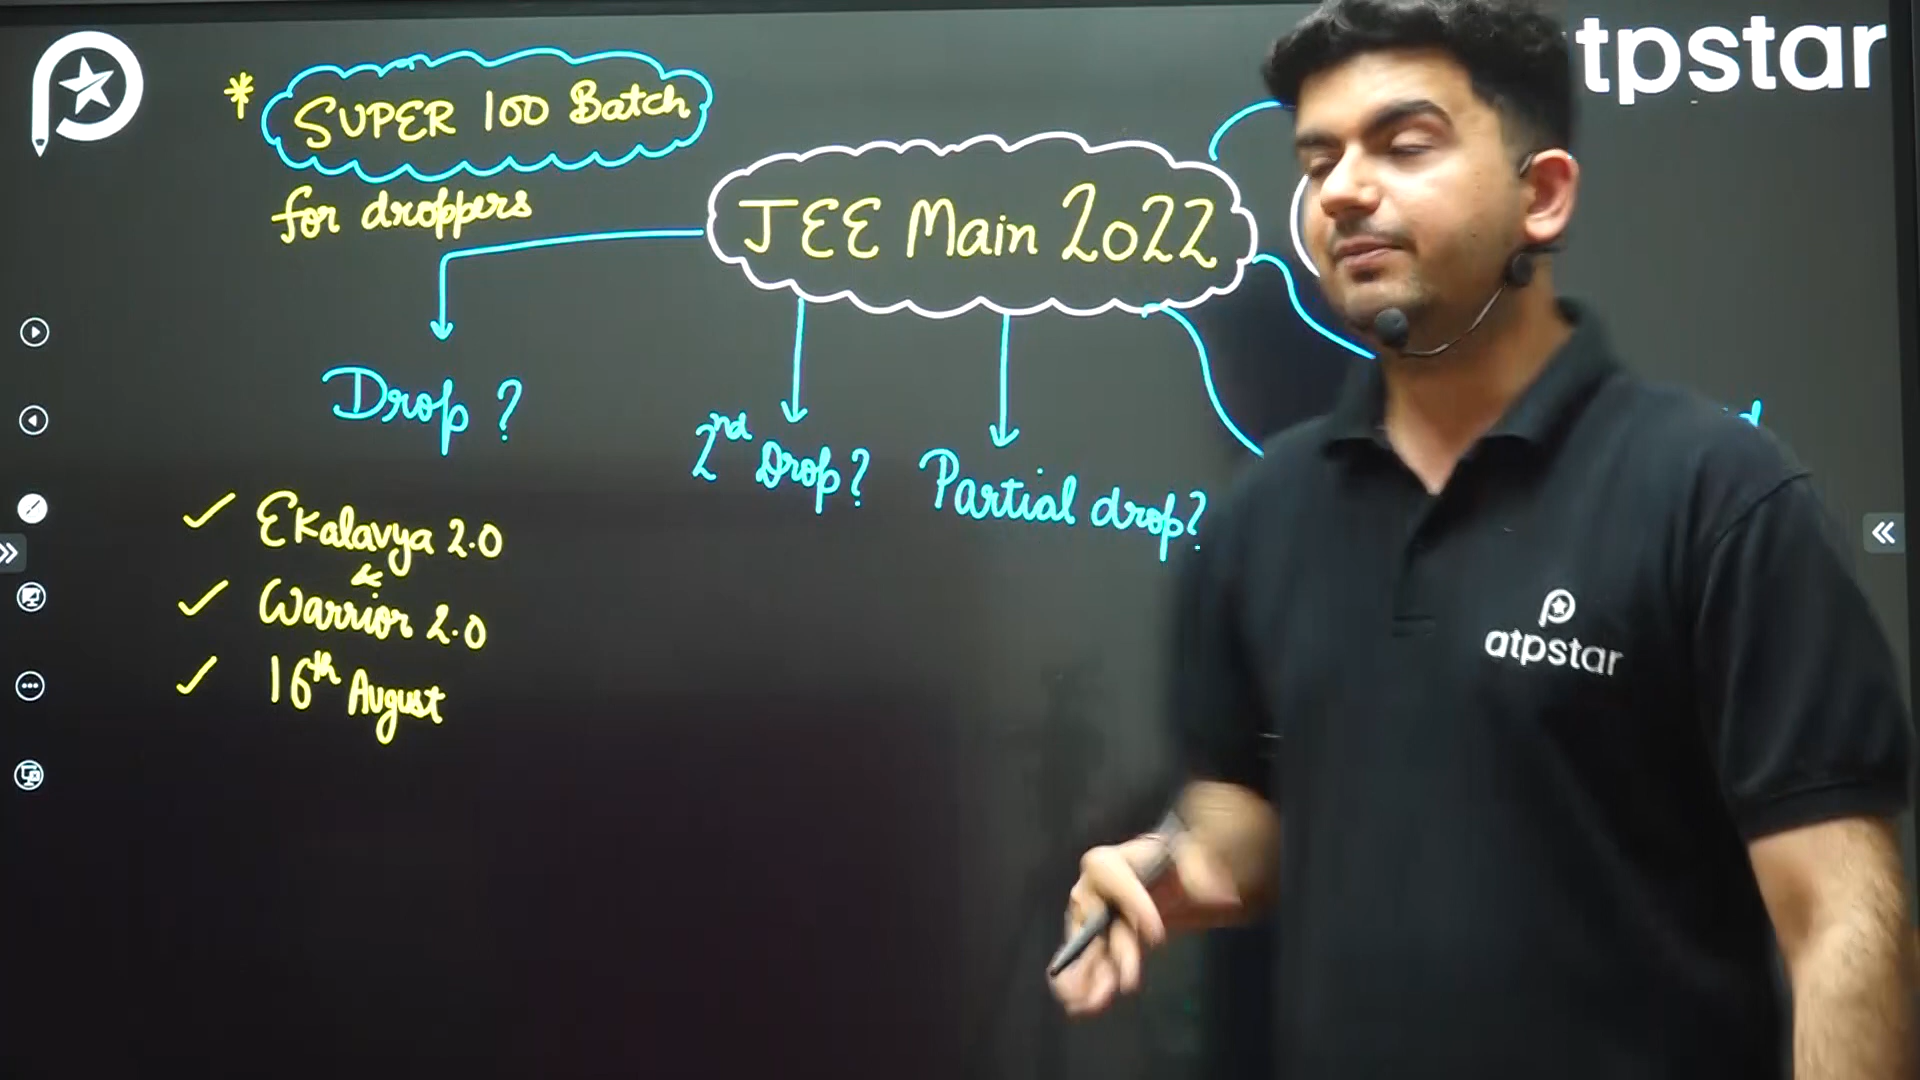 * SUPER 100 Batch
for droppers
JEE Main 2022
tpstar
Drop ?
2nd Drop?
Partial drop?
✓ Ekalavya 2.0
✓ Warrior 2.0
✓ 16th August
atpstar